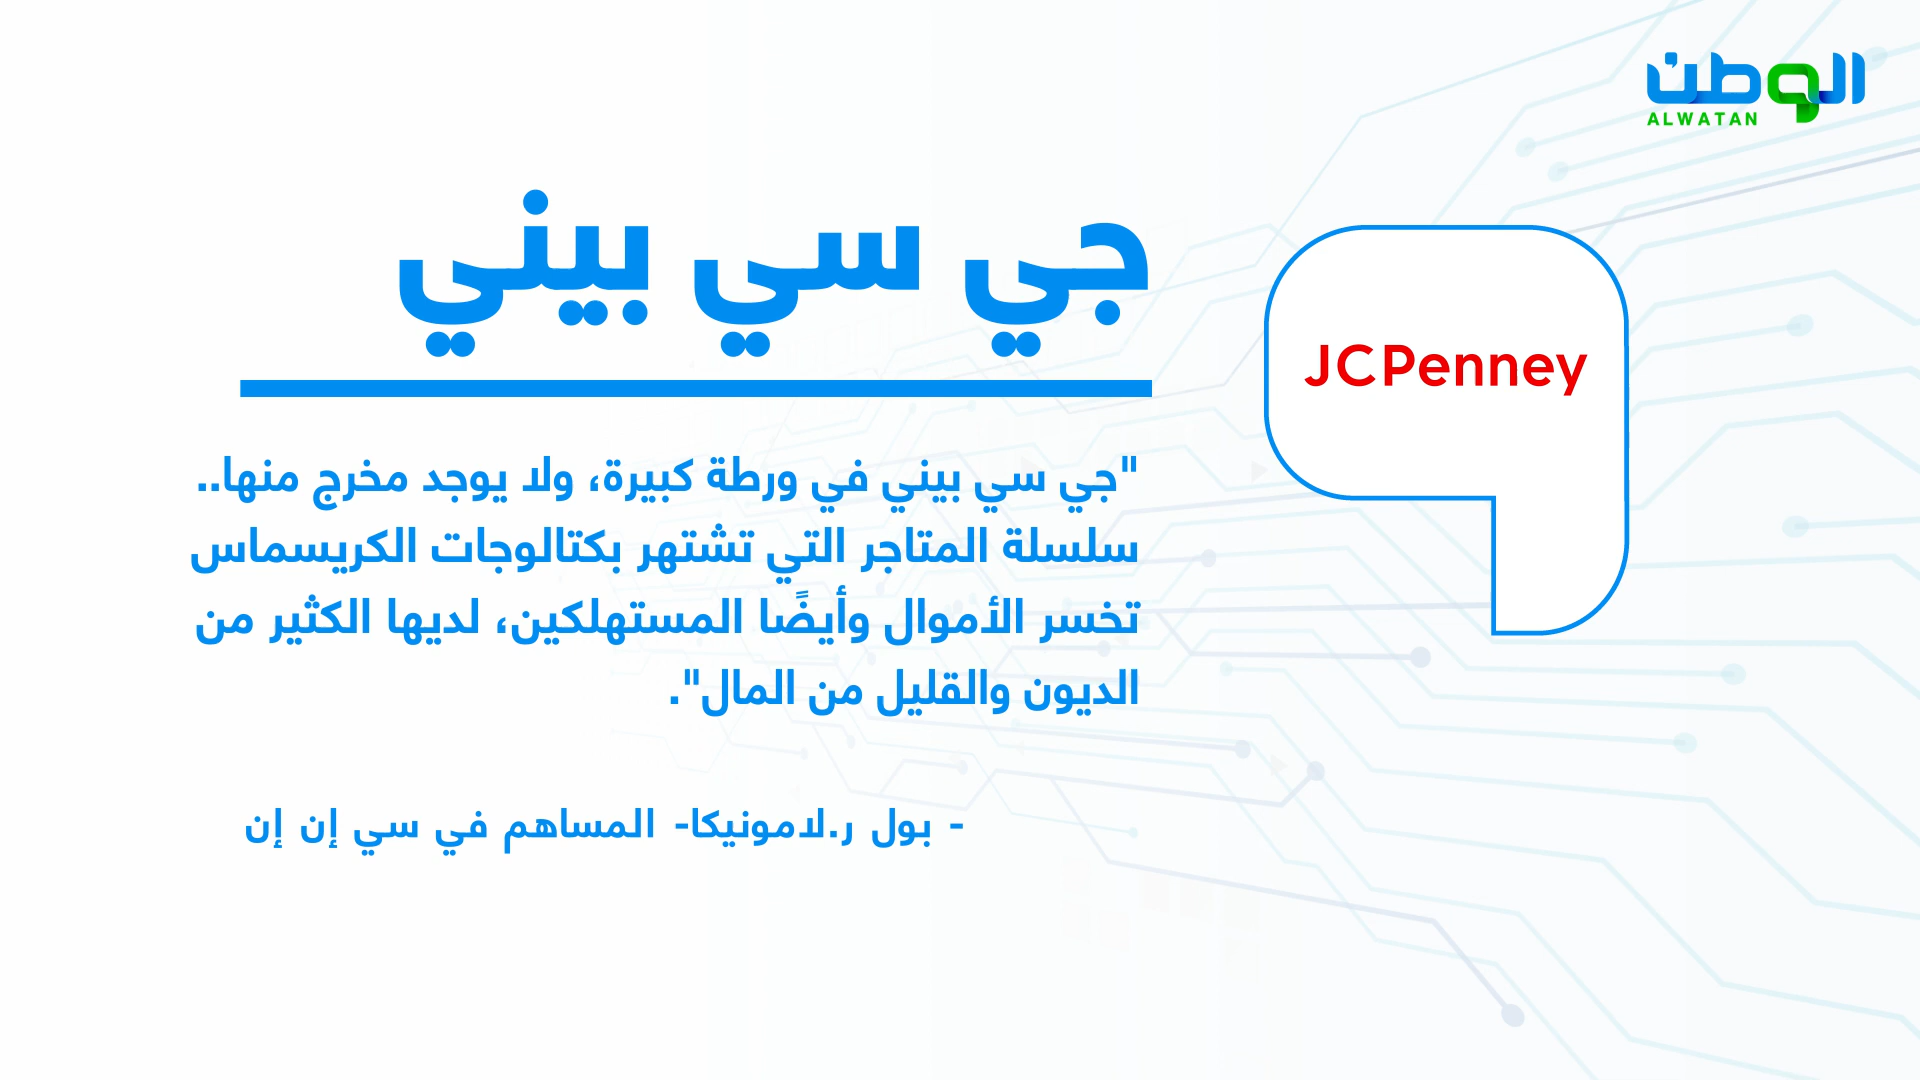 الوطن
ALWATAN
جي سي بيني
JCPenney
"جي سي بيني في ورطة كبيرة، ولا يوجد مخرج منها..
سلسلة المتاجر التي تشتهر بكتالوجات الكريسماس
تخسر الأموال وأيضًا المستهلكين، لديها الكثير من
الديون والقليل من المال".
- بول ر.لامونيكا- المساهم في سي إن إن